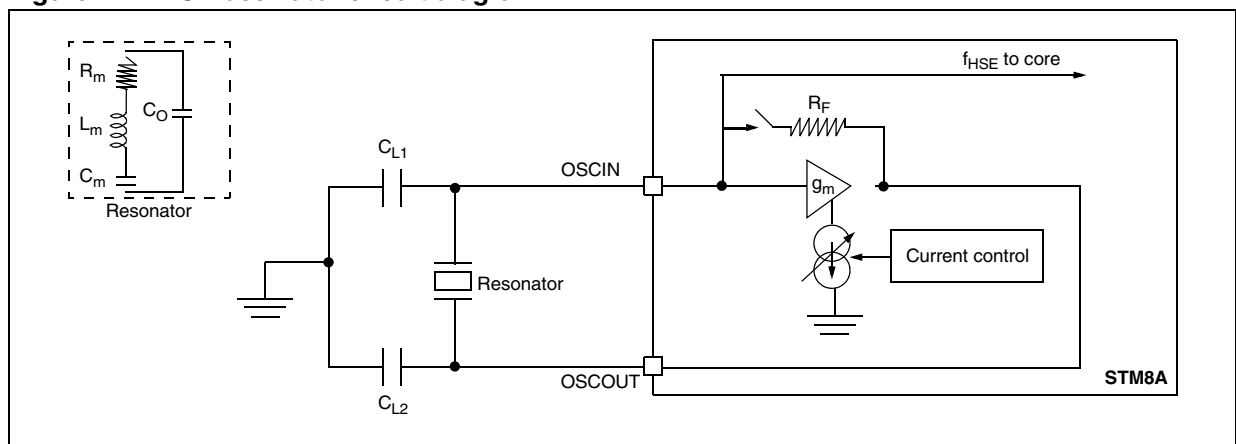 R_m
L_m
C_m
C_O
Resonator
C_L1
OSCIN
f_HSE to core
R_F
g_m
Current control
Resonator
C_L2
OSCOUT
STM8A